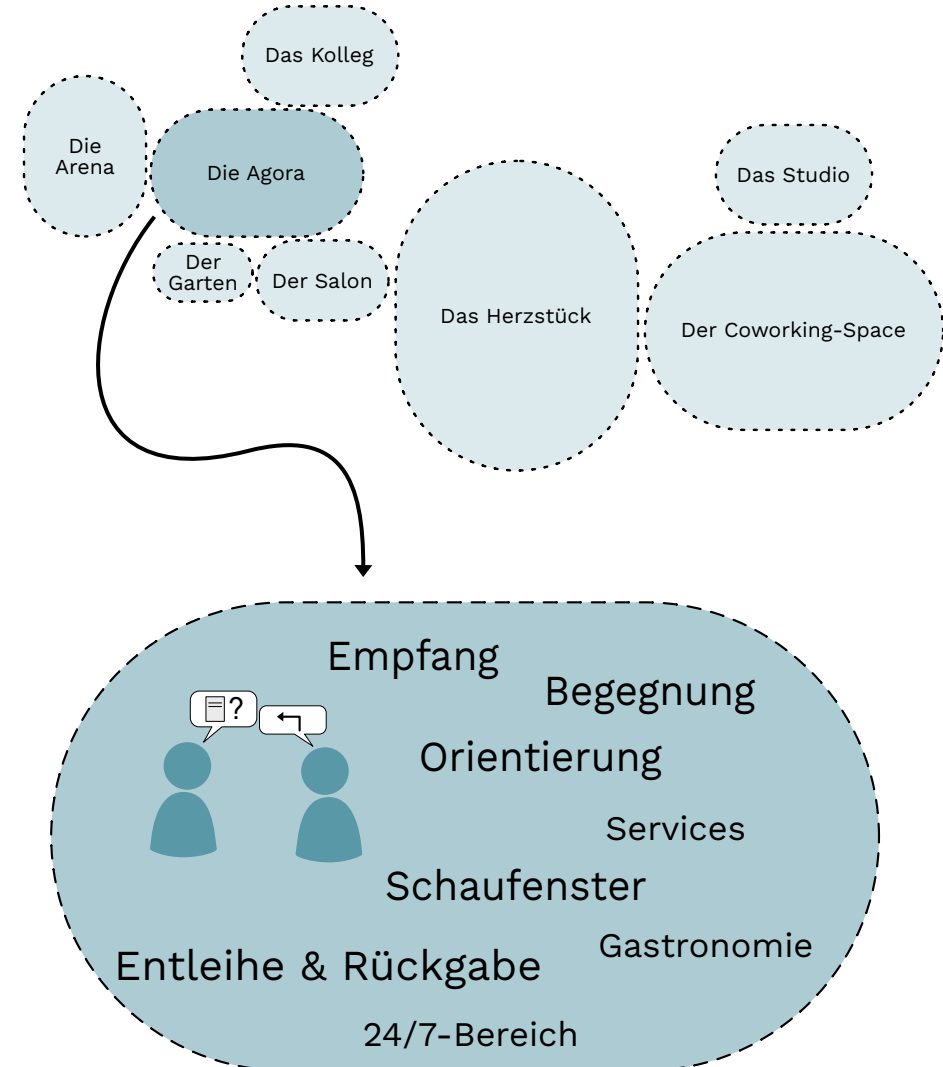 Das Kolleg
Die
Arena
Die Agora
Das Studio
Der
Garten
Der Salon
Das Herzstück
Der Coworking-Space
Empfang
Begegnung
?
Orientierung
Services
Schaufenster
Gastronomie
Entleihe & Rückgabe
24/7-Bereich